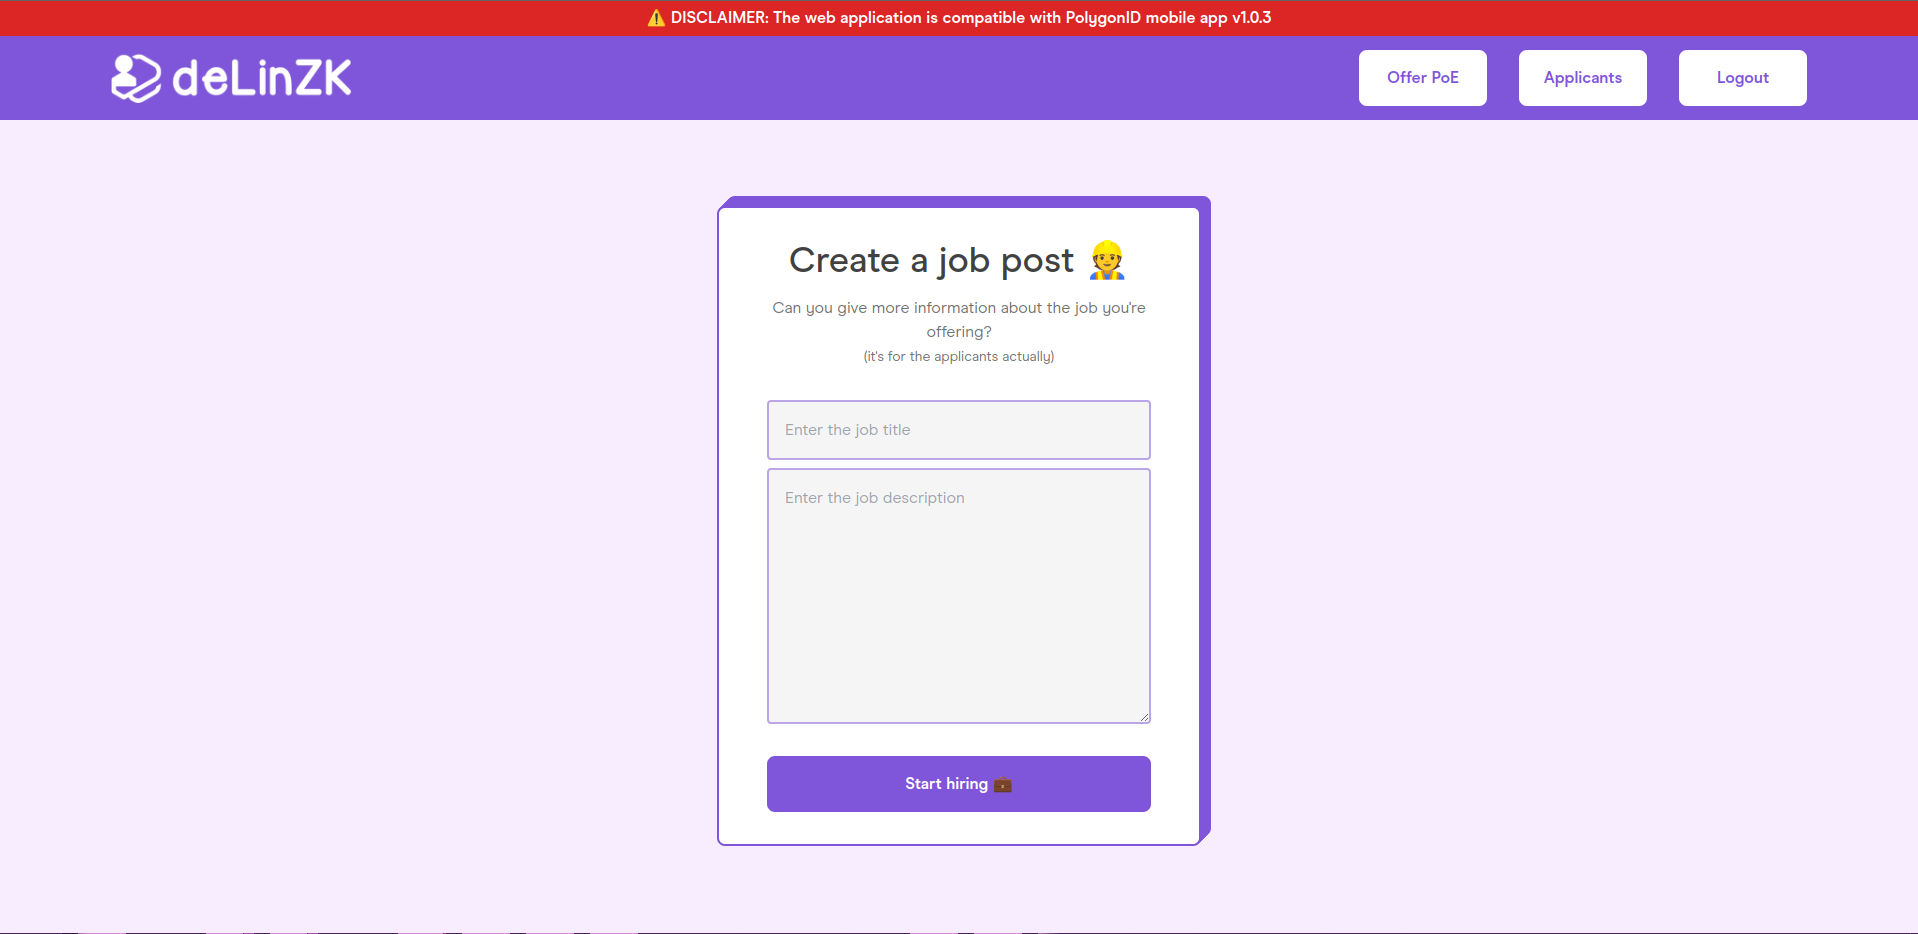 ⚠️ DISCLAIMER: The web application is compatible with PolygonID mobile app v1.0.3
deLinZK
Offer PoE
Applicants
Logout
Create a job post 👷
Can you give more information about the job you're
offering?
(it's for the applicants actually)
Enter the job title
Enter the job description
Start hiring 💼